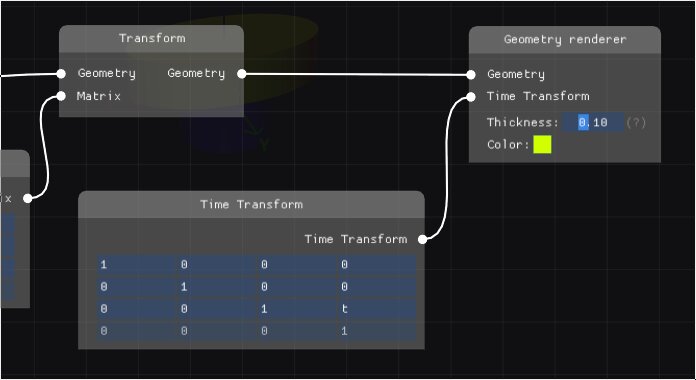 Transform
Geometry Geometry
Matrix
Geometry renderer
Geometry
Time Transform
Thickness: 0.10 (?)
Color:
x
Time Transform
Time Transform
1 0 0 0
0 1 0 0
0 0 1 t
0 0 0 1
Y